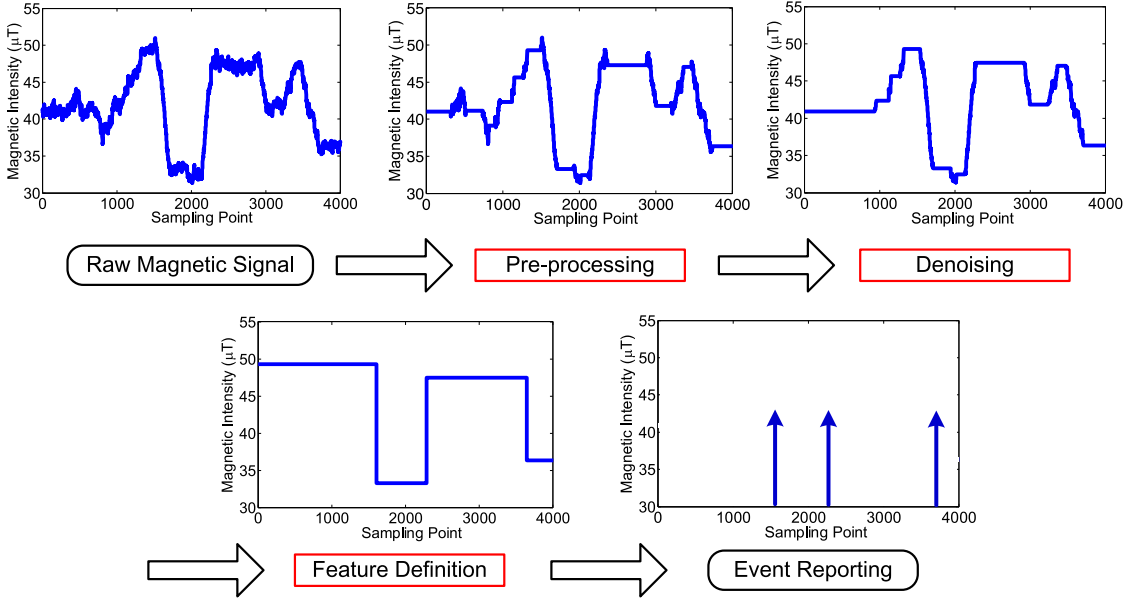 55
50
45
40
35
30
0 1000 2000 3000 4000
Magnetic Intensity (μT)
Sampling Point
55
50
45
40
35
30
0 1000 2000 3000 4000
Magnetic Intensity (μT)
Sampling Point
55
50
45
40
35
30
0 1000 2000 3000 4000
Magnetic Intensity (μT)
Sampling Point
Raw Magnetic Signal
Pre-processing
Denoising
55
50
45
40
35
30
0 1000 2000 3000 4000
Magnetic Intensity (μT)
Sampling Point
55
50
45
40
35
30
0 1000 2000 3000 4000
Magnetic Intensity (μT)
Sampling Point
Feature Definition
Event Reporting